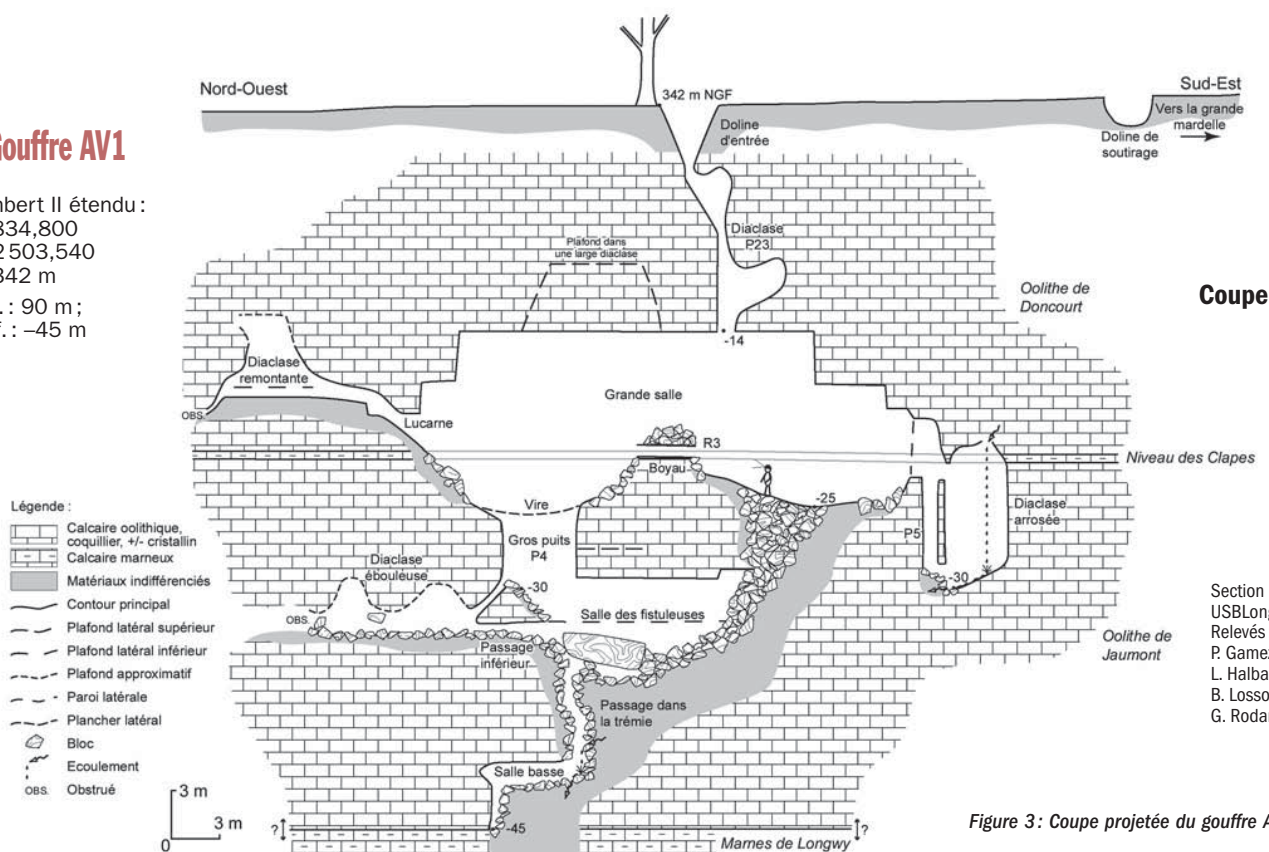 Gouffre AV1
mbert II étendu :
834,800
2 503,540
342 m
. : 90 m ;
f. : –45 m
Nord-Ouest
342 m NGF
Sud-Est
Vers la grande
mardelle
Doline
d'entrée
Doline de
soutirage
Diaclase
P23
Plafond dans
une large diaclase
Oolithe de
Doncourt
Coupe
-14
Diaclase
remontante
OBS.
Lucarne
Grande salle
R3
Boyau
Niveau des Clapes
Vire
-25
Gros puits
P4
P5
Diaclase
arrosée
Diaclase
ébouleuse
-30
-30
OBS.
Salle des fistuleuses
Passage
inférieur
Oolithe de
Jaumont
Passage dans
la trémie
Salle basse
-45
?
?
Marnes de Longwy
Légende :
Calcaire oolithique,
coquillier, +/- cristallin
Calcaire marneux
Matériaux indifférenciés
Contour principal
Plafond latéral supérieur
Plafond latéral inférieur
Plafond approximatif
Paroi latérale
Plancher latéral
Bloc
Ecoulement
OBS. Obstrué
3 m
3 m
0
Section
USBLong
Relevés
P. Gamez
L. Halba
B. Losso
G. Roda
Figure 3 : Coupe projetée du gouffre A